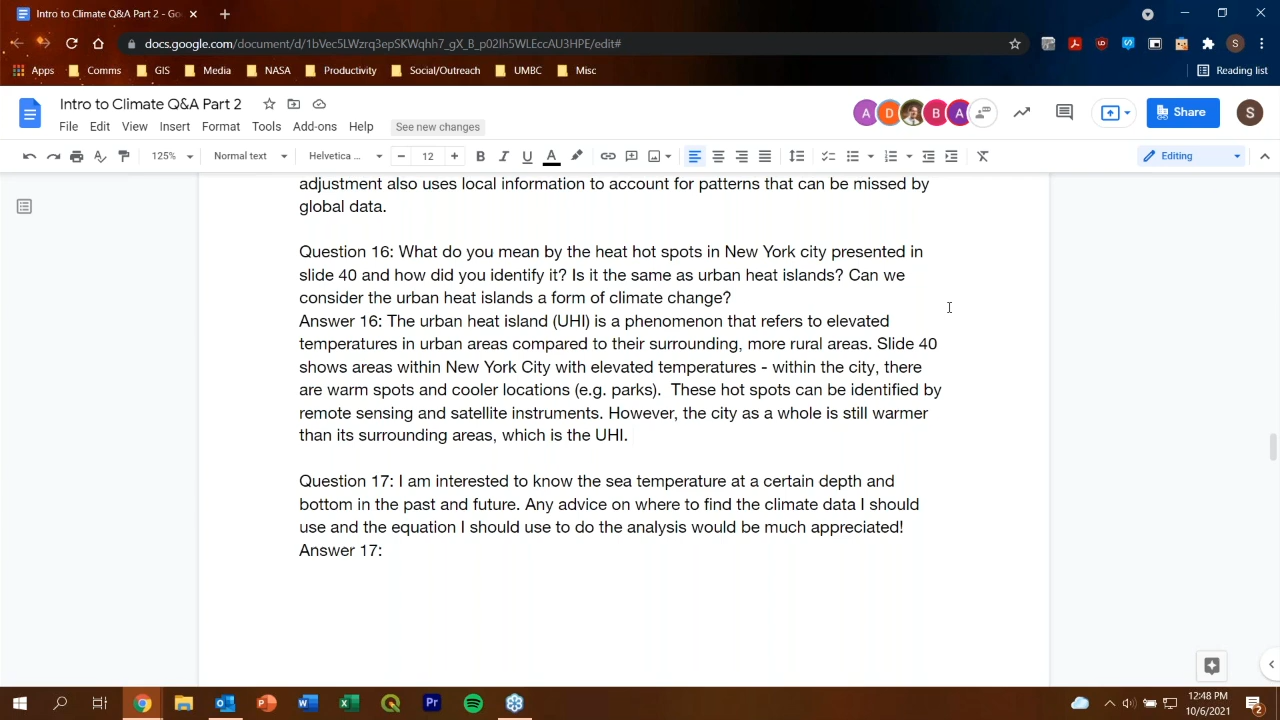 Intro to Climate Q&A Part 2 - Go
docs.google.com/document/d/1bVec5LWzrq3epSKWqhh7_gX_B_p02Ih5WLEccAU3HPE/edit#
S
Apps Comms GIS Media NASA Productivity Social/Outreach UMBC Misc Reading list
Intro to Climate Q&A Part 2
A D B A Share S
File Edit View Insert Format Tools Add-ons Help See new changes
125% Normal text Helvetica ... 12 B I U A Editing
adjustment also uses local information to account for patterns that can be missed by
global data.
Question 16: What do you mean by the heat hot spots in New York city presented in
slide 40 and how did you identify it? Is it the same as urban heat islands? Can we
consider the urban heat islands a form of climate change?
Answer 16: The urban heat island (UHI) is a phenomenon that refers to elevated
temperatures in urban areas compared to their surrounding, more rural areas. Slide 40
shows areas within New York City with elevated temperatures - within the city, there
are warm spots and cooler locations (e.g. parks).  These hot spots can be identified by
remote sensing and satellite instruments. However, the city as a whole is still warmer
than its surrounding areas, which is the UHI.
Question 17: I am interested to know the sea temperature at a certain depth and
bottom in the past and future. Any advice on where to find the climate data I should
use and the equation I should use to do the analysis would be much appreciated!
Answer 17:
12:48 PM
10/6/2021
2